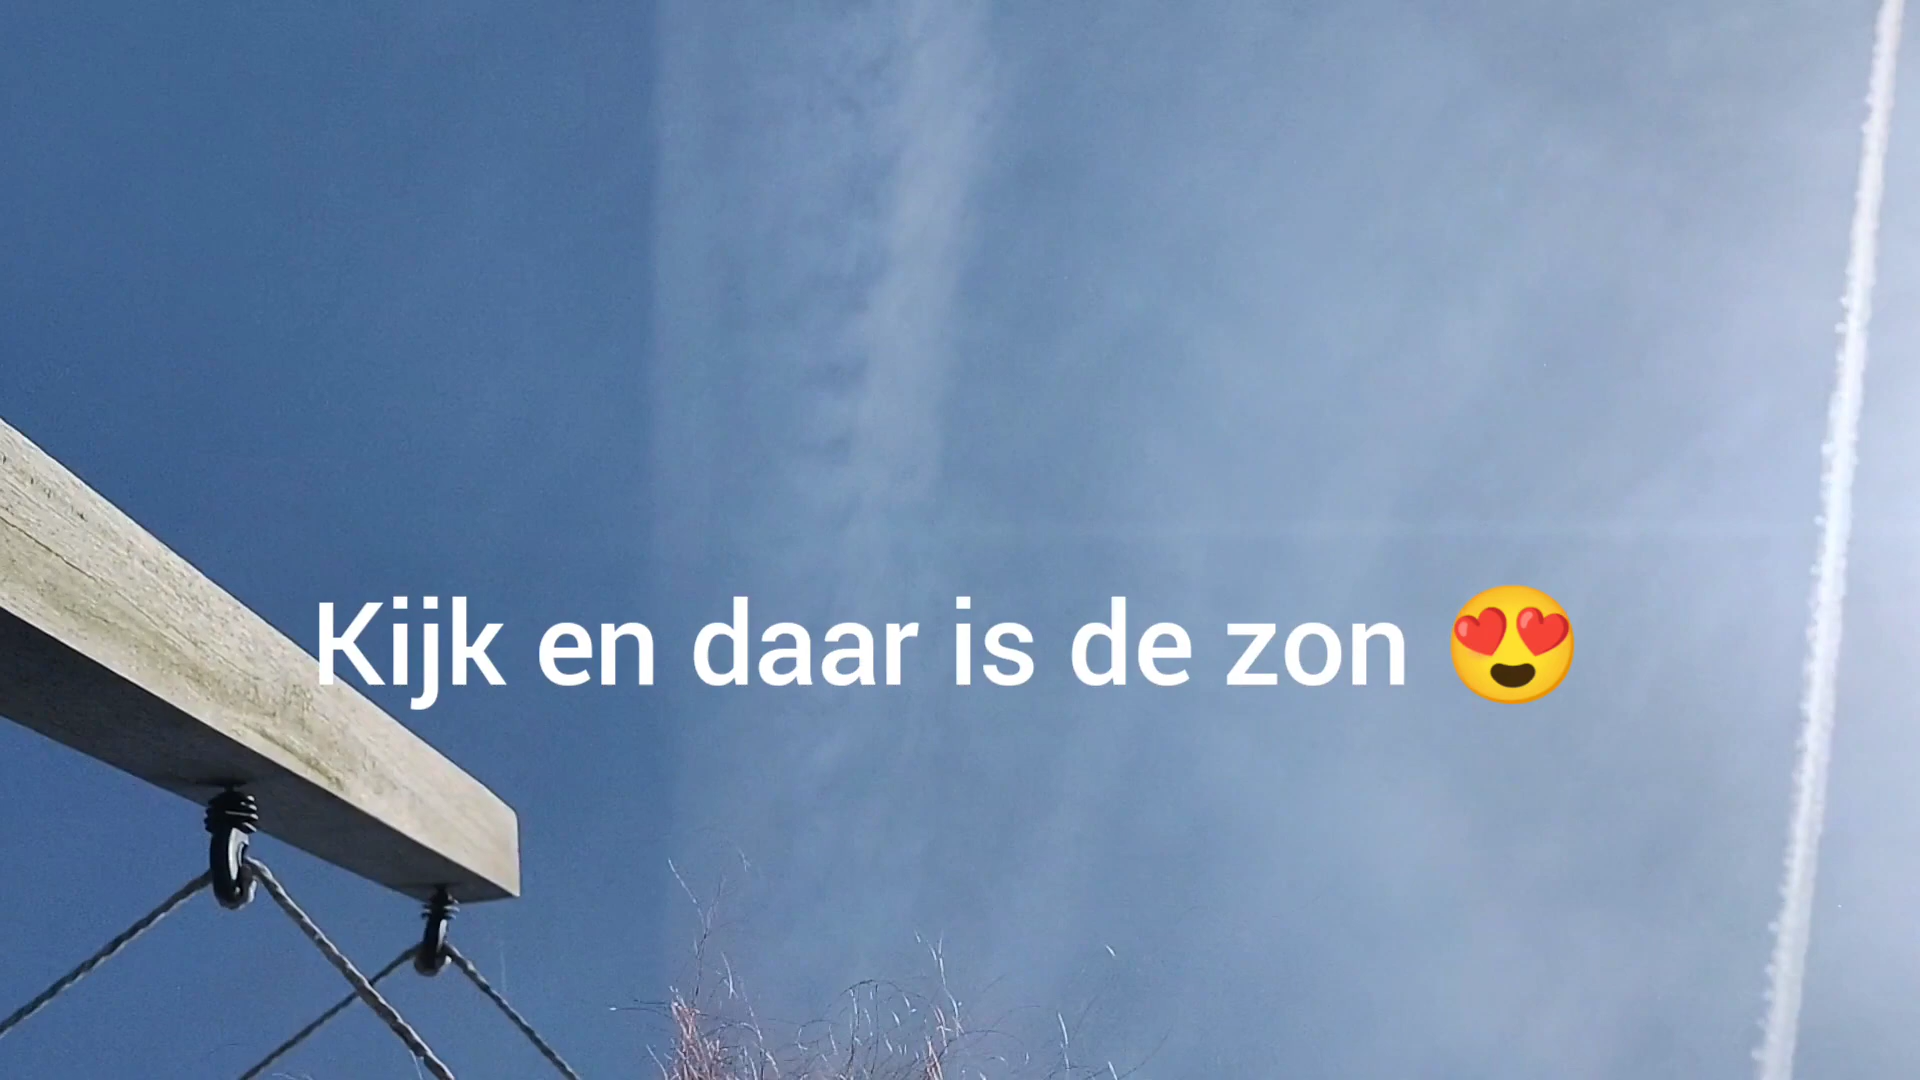 Kijk en daar is de zon 😍